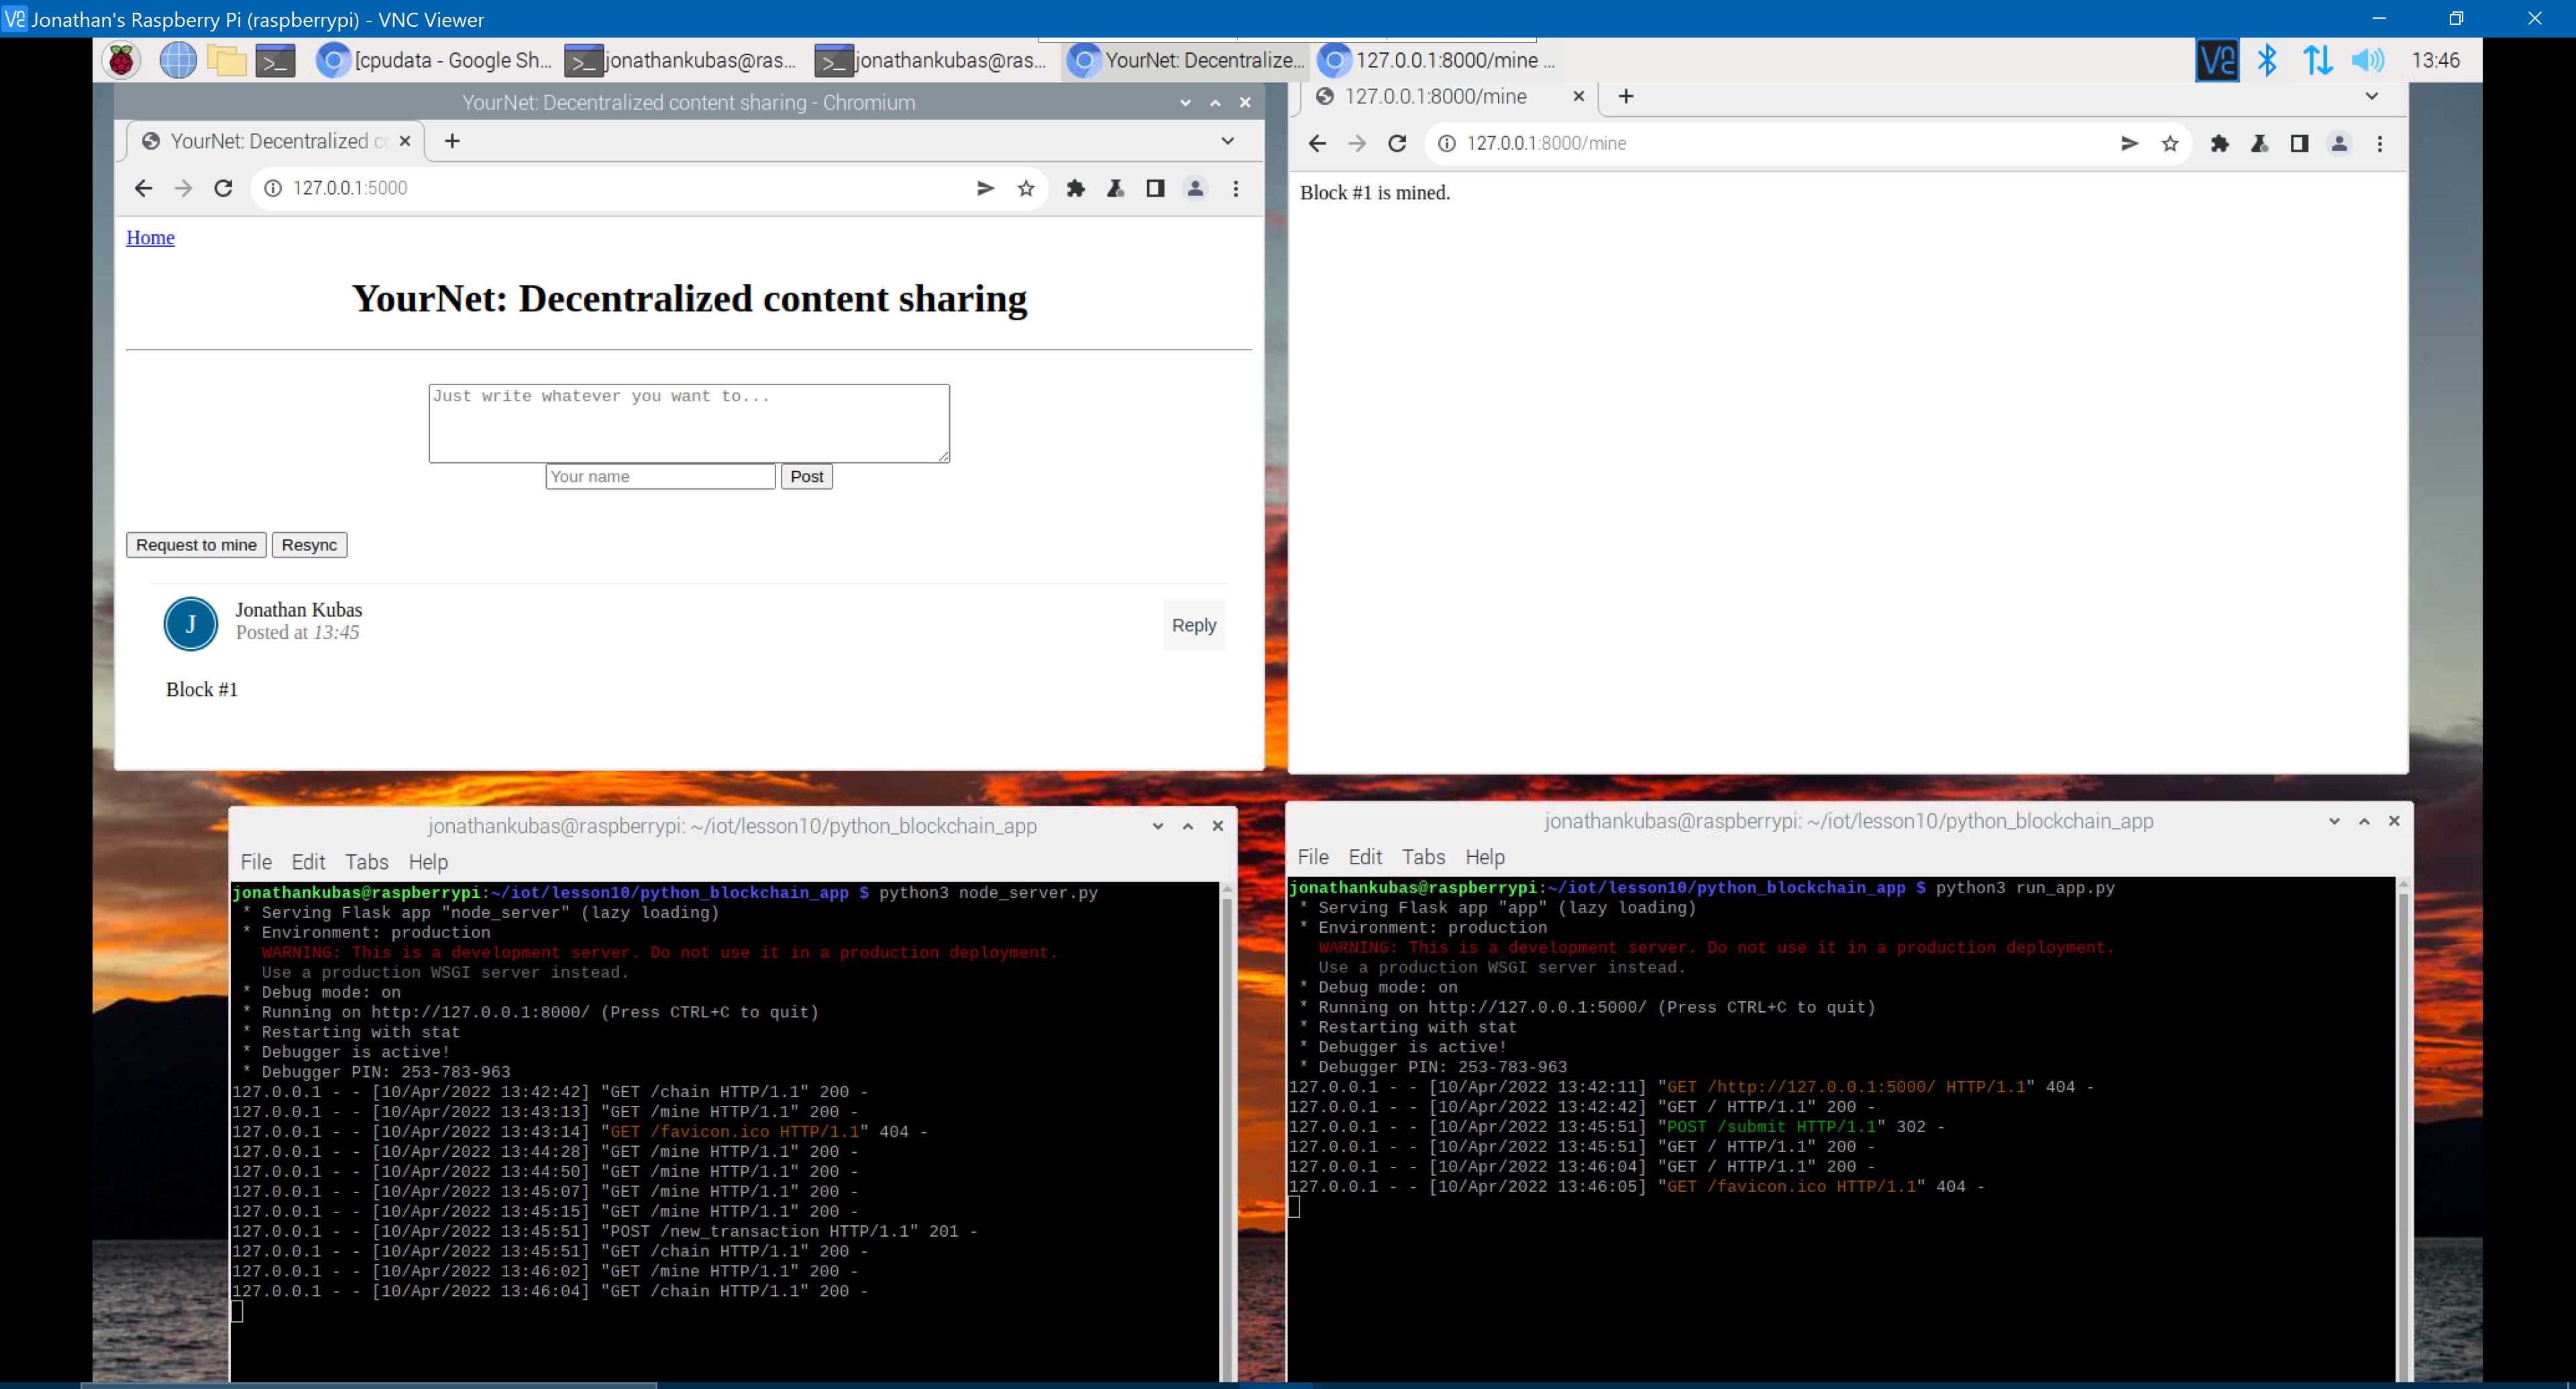 Jonathan's Raspberry Pi (raspberrypi) - VNC Viewer
[cpudata - Google Sh... jonathankubas@ras... jonathankubas@ras... YourNet: Decentralize... 127.0.0.1:8000/mine ... 13:46
YourNet: Decentralized content sharing - Chromium
YourNet: Decentralized co
127.0.0.1:5000
Home
YourNet: Decentralized content sharing
Just write whatever you want to...
Your name Post
Request to mine Resync
J
Jonathan Kubas
Posted at 13:45
Reply
Block #1
127.0.0.1:8000/mine
127.0.0.1:8000/mine
Block #1 is mined.
jonathankubas@raspberrypi: ~/iot/lesson10/python_blockchain_app
File Edit Tabs Help
jonathankubas@raspberrypi:~/iot/lesson10/python_blockchain_app $ python3 node_server.py
* Serving Flask app "node_server" (lazy loading)
* Environment: production
WARNING: This is a development server. Do not use it in a production deployment.
Use a production WSGI server instead.
* Debug mode: on
* Running on http://127.0.0.1:8000/ (Press CTRL+C to quit)
* Restarting with stat
* Debugger is active!
* Debugger PIN: 253-783-963
127.0.0.1 - - [10/Apr/2022 13:42:42] "GET /chain HTTP/1.1" 200 -
127.0.0.1 - - [10/Apr/2022 13:43:13] "GET /mine HTTP/1.1" 200 -
127.0.0.1 - - [10/Apr/2022 13:43:14] "GET /favicon.ico HTTP/1.1" 404 -
127.0.0.1 - - [10/Apr/2022 13:44:28] "GET /mine HTTP/1.1" 200 -
127.0.0.1 - - [10/Apr/2022 13:44:50] "GET /mine HTTP/1.1" 200 -
127.0.0.1 - - [10/Apr/2022 13:45:07] "GET /mine HTTP/1.1" 200 -
127.0.0.1 - - [10/Apr/2022 13:45:15] "GET /mine HTTP/1.1" 200 -
127.0.0.1 - - [10/Apr/2022 13:45:51] "POST /new_transaction HTTP/1.1" 201 -
127.0.0.1 - - [10/Apr/2022 13:45:51] "GET /chain HTTP/1.1" 200 -
127.0.0.1 - - [10/Apr/2022 13:46:02] "GET /mine HTTP/1.1" 200 -
127.0.0.1 - - [10/Apr/2022 13:46:04] "GET /chain HTTP/1.1" 200 -
jonathankubas@raspberrypi: ~/iot/lesson10/python_blockchain_app
File Edit Tabs Help
jonathankubas@raspberrypi:~/iot/lesson10/python_blockchain_app $ python3 run_app.py
* Serving Flask app "app" (lazy loading)
* Environment: production
WARNING: This is a development server. Do not use it in a production deployment.
Use a production WSGI server instead.
* Debug mode: on
* Running on http://127.0.0.1:5000/ (Press CTRL+C to quit)
* Restarting with stat
* Debugger is active!
* Debugger PIN: 253-783-963
127.0.0.1 - - [10/Apr/2022 13:42:11] "GET /http://127.0.0.1:5000/ HTTP/1.1" 404 -
127.0.0.1 - - [10/Apr/2022 13:42:42] "GET / HTTP/1.1" 200 -
127.0.0.1 - - [10/Apr/2022 13:45:51] "POST /submit HTTP/1.1" 302 -
127.0.0.1 - - [10/Apr/2022 13:45:51] "GET / HTTP/1.1" 200 -
127.0.0.1 - - [10/Apr/2022 13:46:04] "GET / HTTP/1.1" 200 -
127.0.0.1 - - [10/Apr/2022 13:46:05] "GET /favicon.ico HTTP/1.1" 404 -